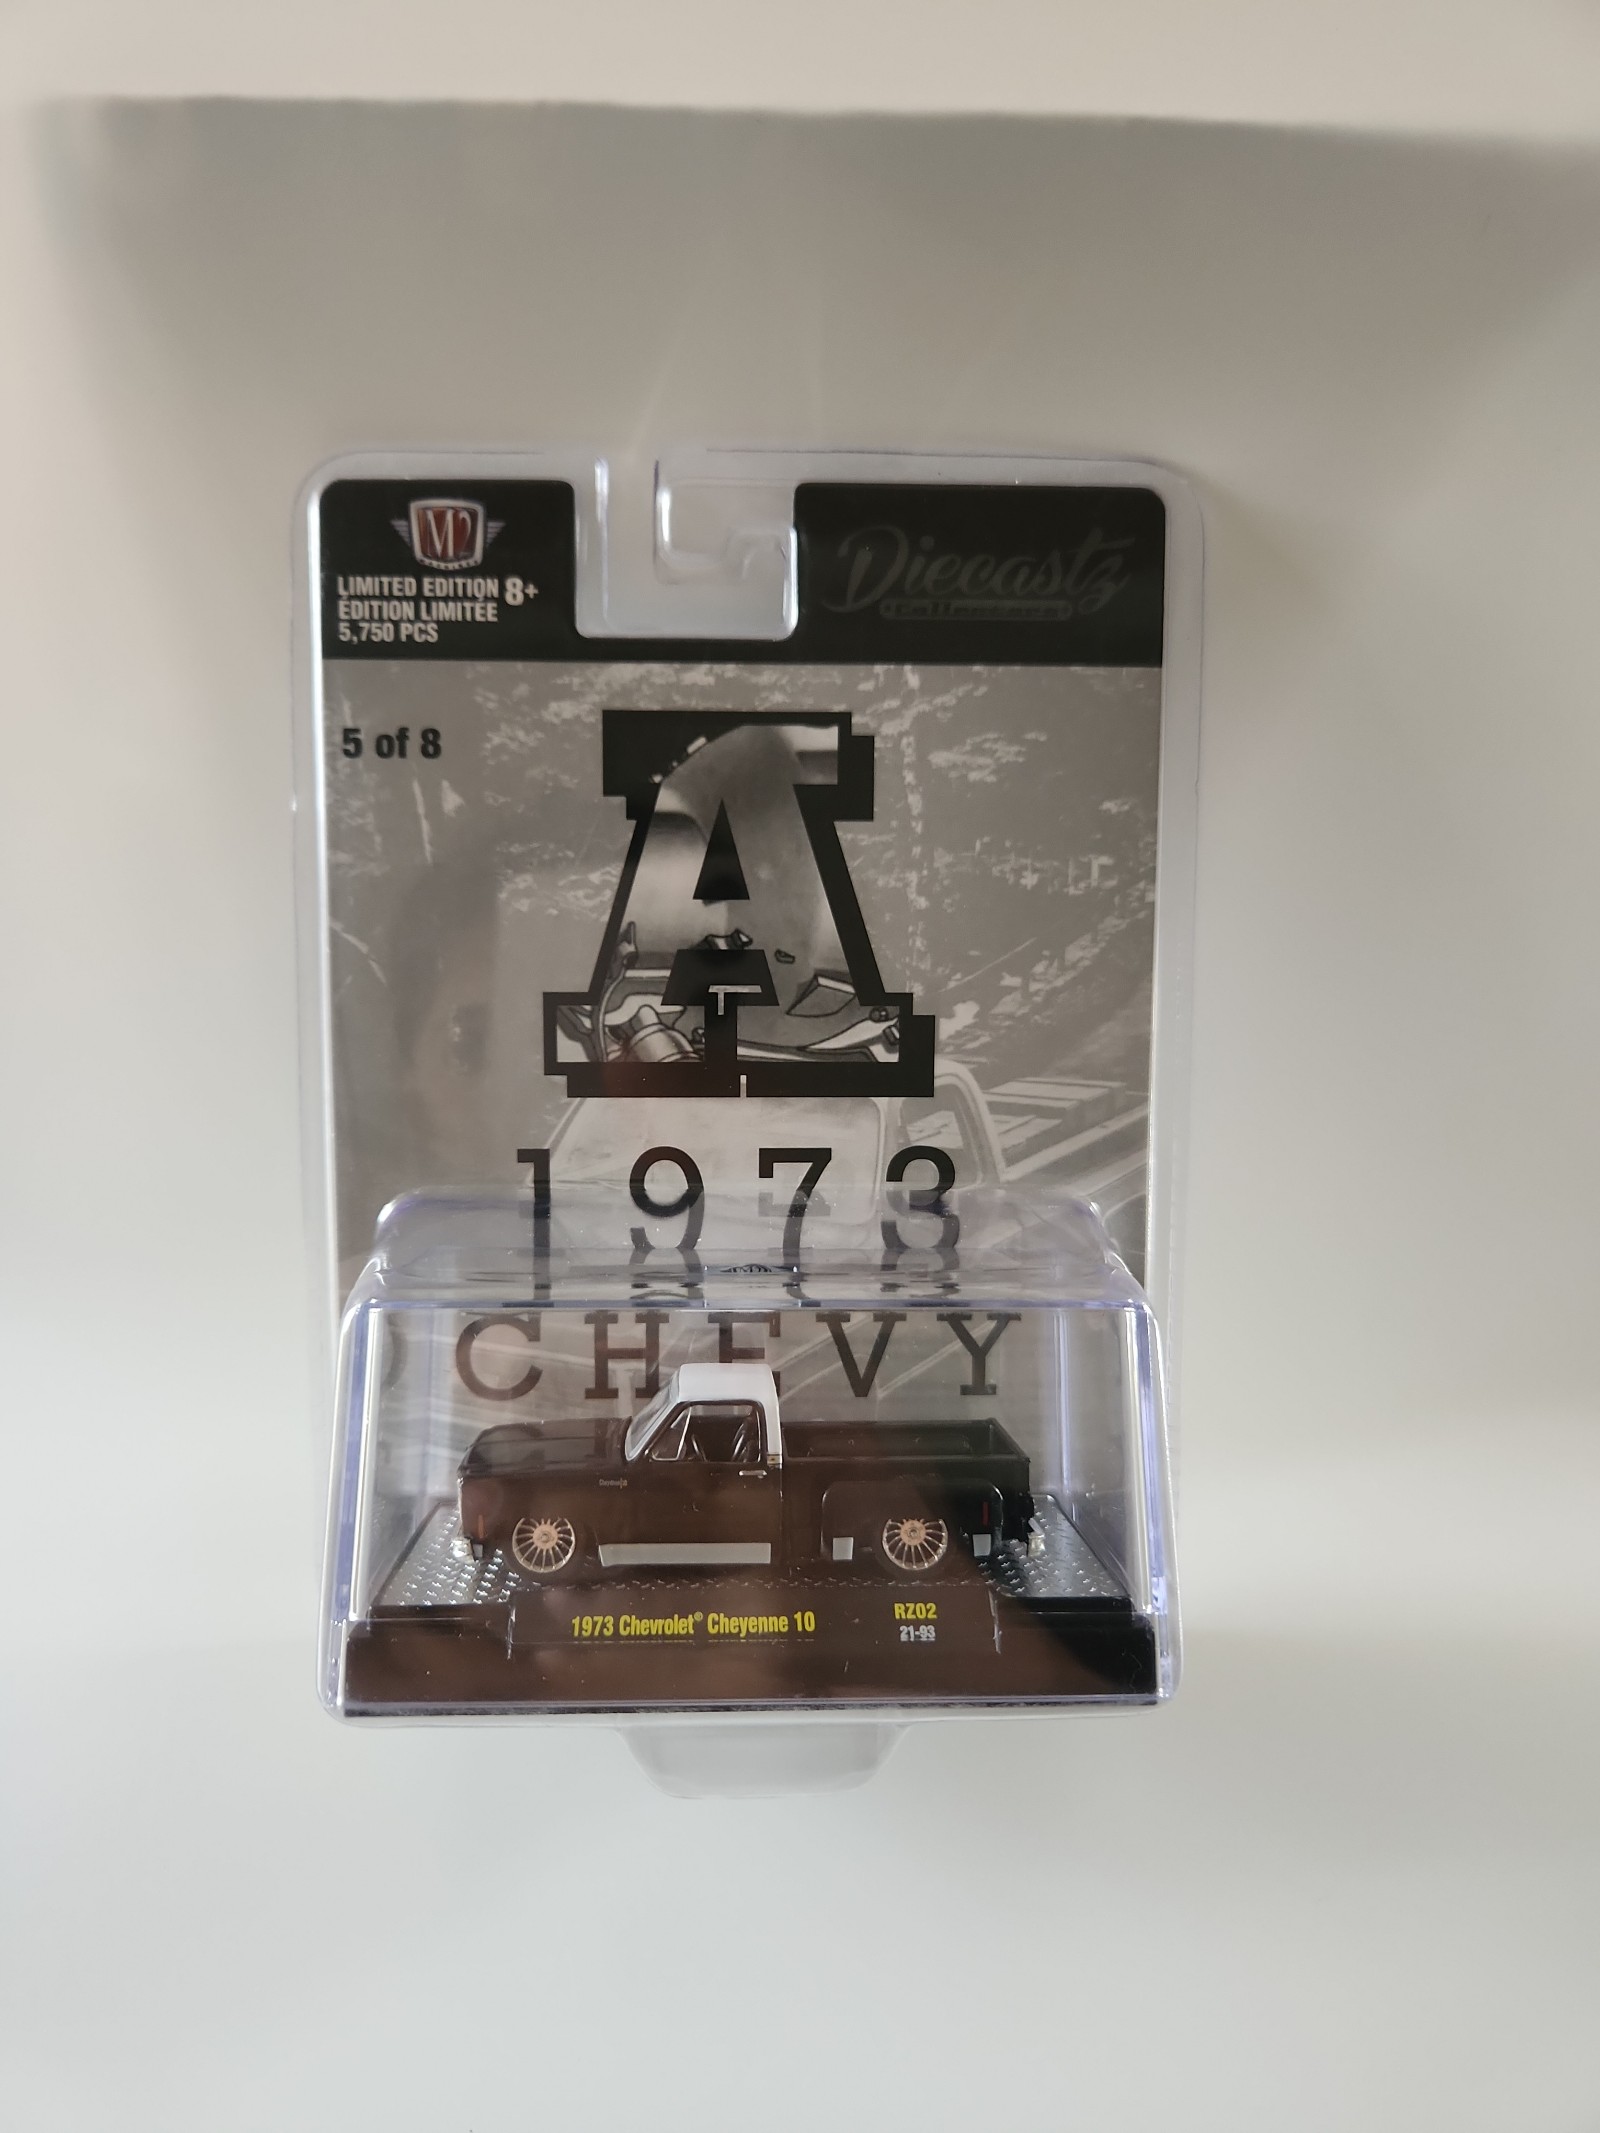 M2
MACHINES
LIMITED EDITION 8+
ÉDITION LIMITÉE
5,750 PCS
Diecastz
5 of 8
A
1973
CHEVY
1973 Chevrolet® Cheyenne 10
RZ02
21-93